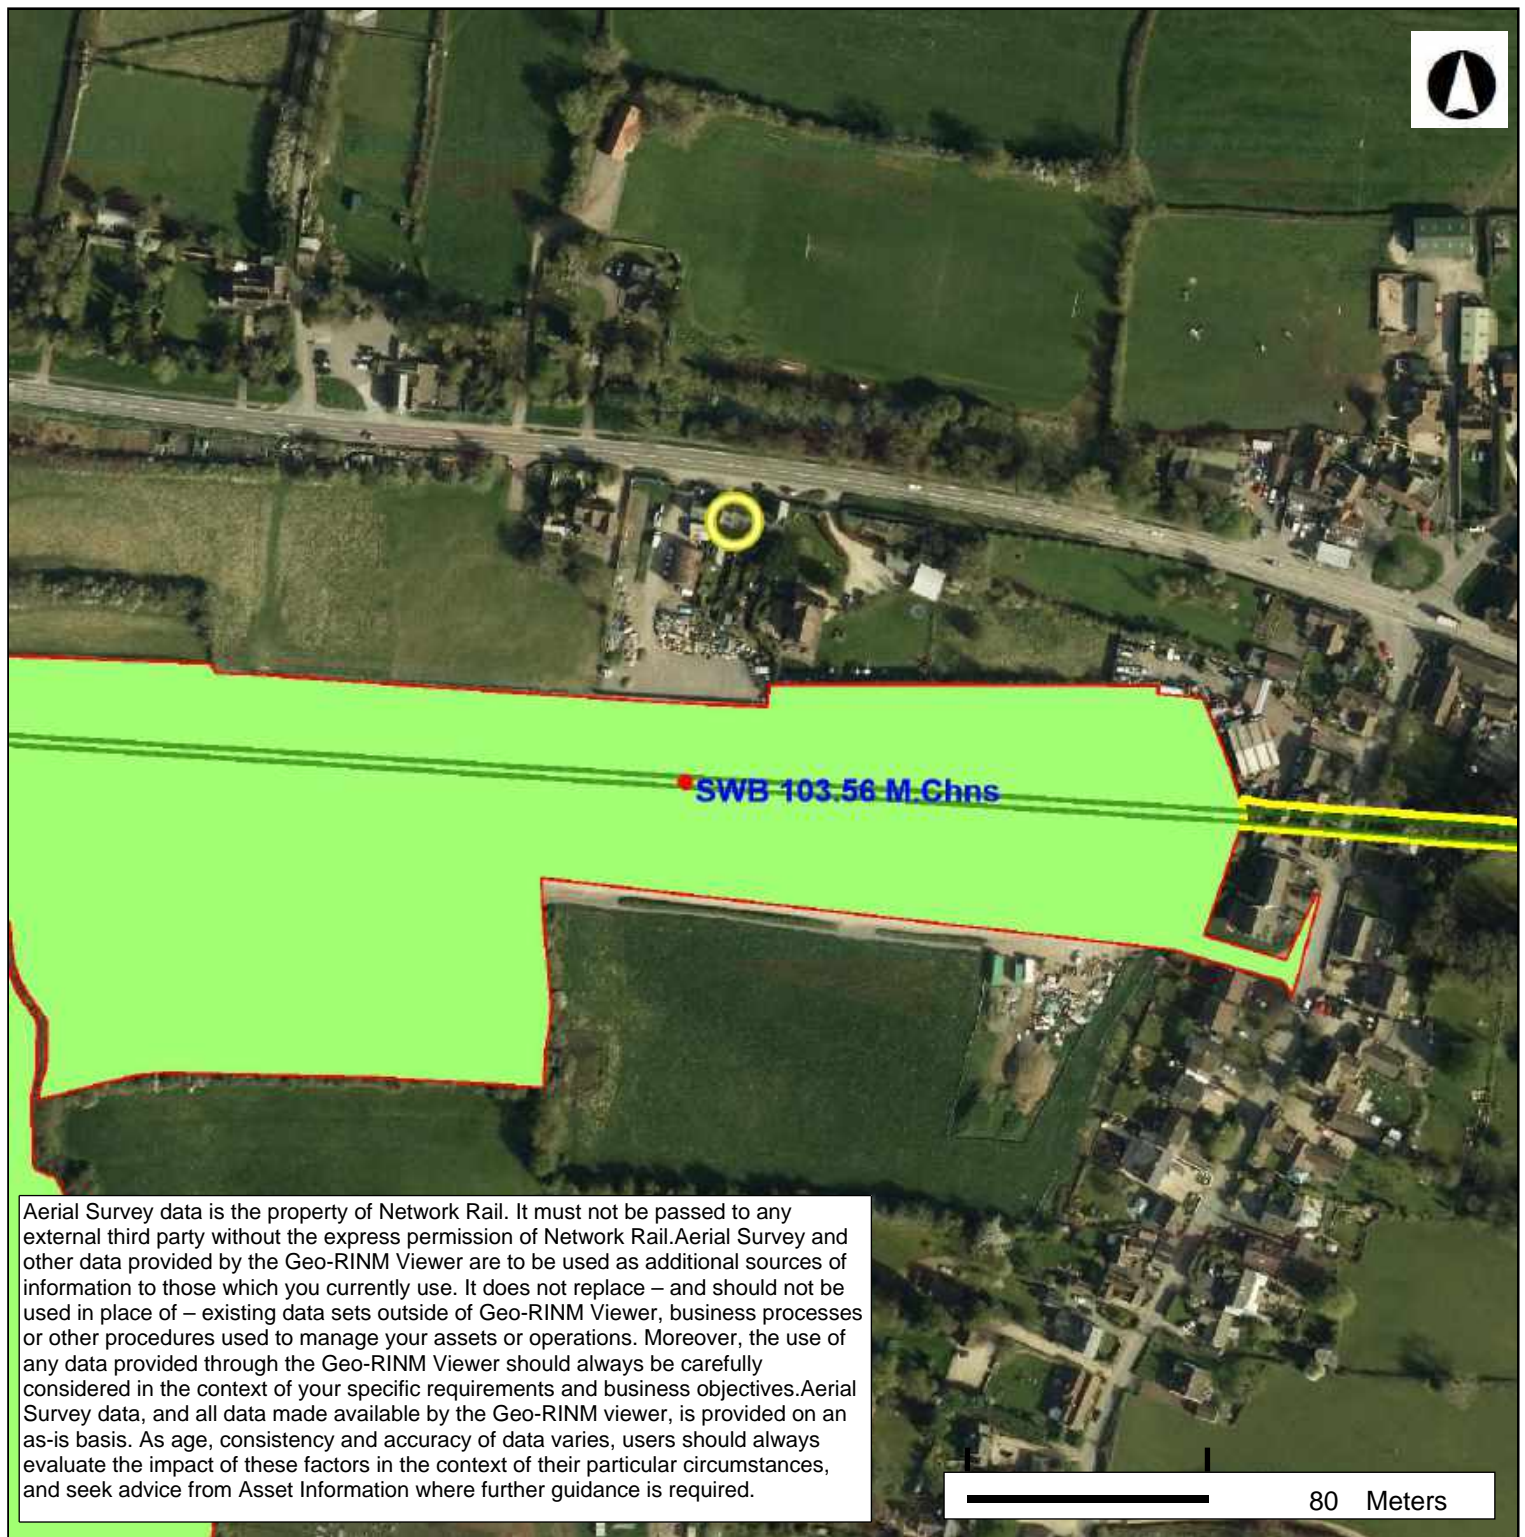 SWB 103.56 M.Chns
Aerial Survey data is the property of Network Rail. It must not be passed to any
external third party without the express permission of Network Rail.Aerial Survey and
other data provided by the Geo-RINM Viewer are to be used as additional sources of
information to those which you currently use. It does not replace – and should not be
used in place of – existing data sets outside of Geo-RINM Viewer, business processes
or other procedures used to manage your assets or operations. Moreover, the use of
any data provided through the Geo-RINM Viewer should always be carefully
considered in the context of your specific requirements and business objectives.Aerial
Survey data, and all data made available by the Geo-RINM viewer, is provided on an
as-is basis. As age, consistency and accuracy of data varies, users should always
evaluate the impact of these factors in the context of their particular circumstances,
and seek advice from Asset Information where further guidance is required.
80 Meters